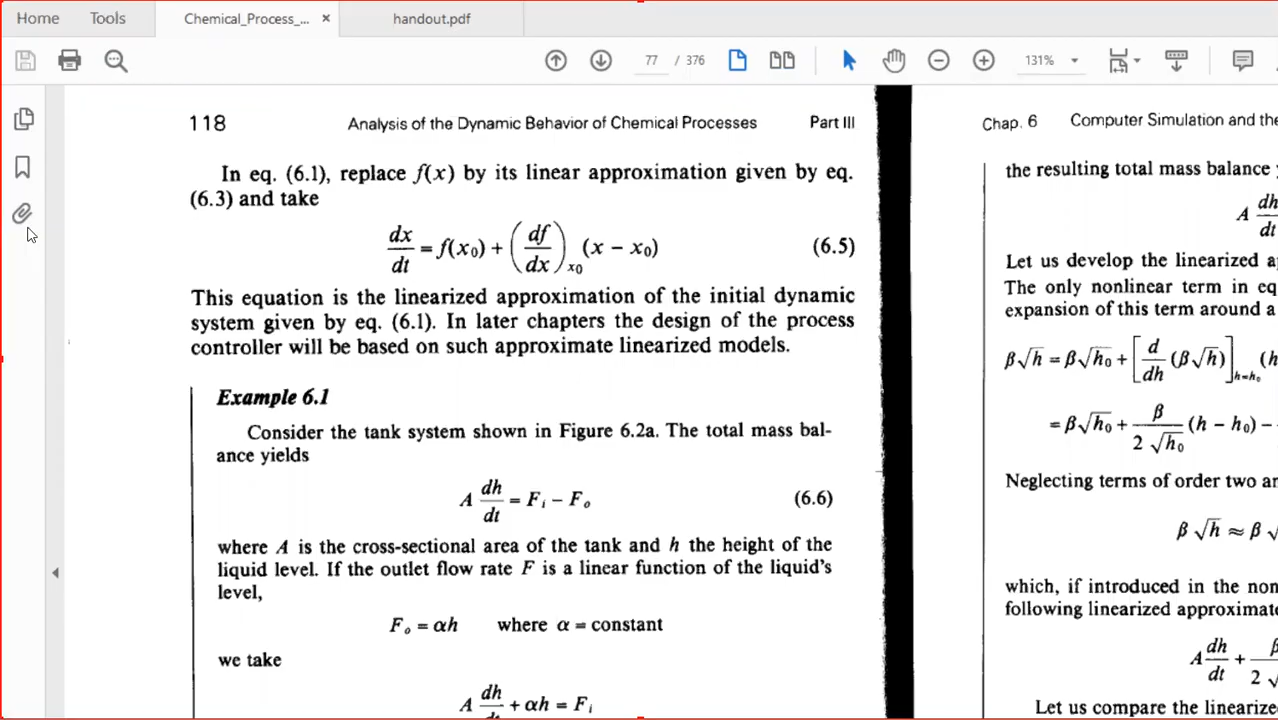 Home Tools Chemical_Process_... × handout.pdf
77 / 376 131%
118 Analysis of the Dynamic Behavior of Chemical Processes Part III
In eq. (6.1), replace f(x) by its linear approximation given by eq.
(6.3) and take
dx/dt = f(x₀) + (df/dx)ₓ₀ (x − x₀) (6.5)
This equation is the linearized approximation of the initial dynamic
system given by eq. (6.1). In later chapters the design of the process
controller will be based on such approximate linearized models.
Example 6.1
Consider the tank system shown in Figure 6.2a. The total mass bal-
ance yields
A dh/dt = Fᵢ − Fₒ (6.6)
where A is the cross-sectional area of the tank and h the height of the
liquid level. If the outlet flow rate F is a linear function of the liquid's
level,
Fₒ = αh where α = constant
we take
A dh/dt + αh = Fᵢ
Chap. 6 Computer Simulation and the
the resulting total mass balance
A dh/dt
Let us develop the linearized a
The only nonlinear term in eq
expansion of this term around a
β√h = β√h₀ + [d/dh (β√h)]ₕ₌ₕ₀ (h
= β√h₀ + β/(2√h₀) (h − h₀) −
Neglecting terms of order two an
β√h ≈ β√
which, if introduced in the non
following linearized approximat
A dh/dt + β/2√
Let us compare the linearize